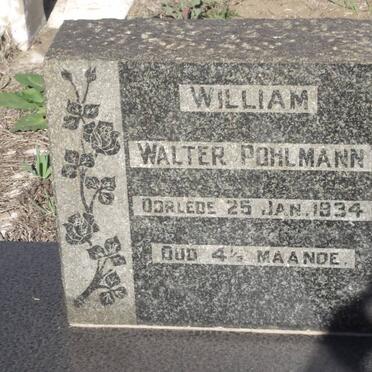 WILLIAM
WALTER POHLMANN
OORLEDE 25 JAN. 1934
OUD 4½ MAANDE.